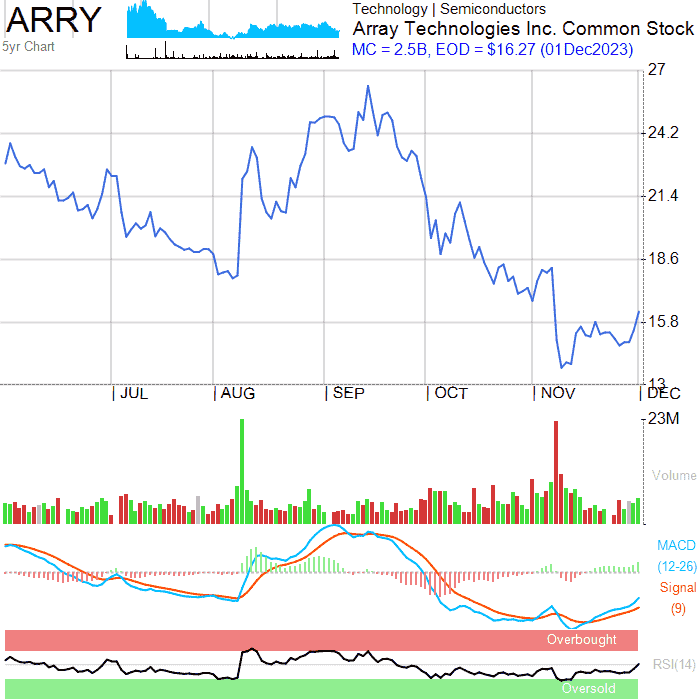 ARRY
5yr Chart
Technology | Semiconductors
Array Technologies Inc. Common Stock
MC = 2.5B, EOD = $16.27 (01Dec2023)
27
24.2
21.4
18.6
15.8
13
JUL
AUG
SEP
OCT
NOV
DEC
23M
Volume
MACD
(12-26)
Signal
(9)
Overbought
RSI(14)
Oversold